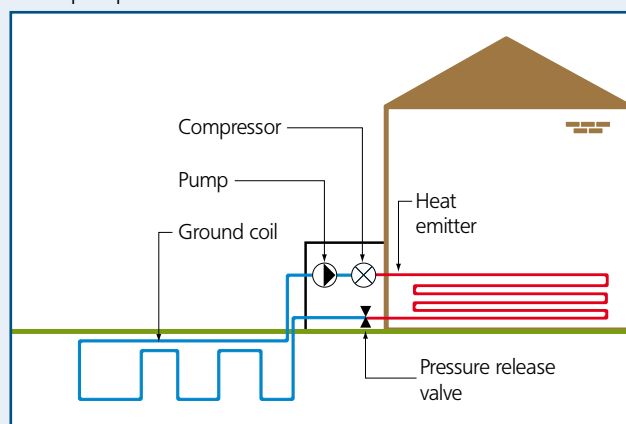 Compressor
Pump
Ground coil
Heat
emitter
Pressure release
valve